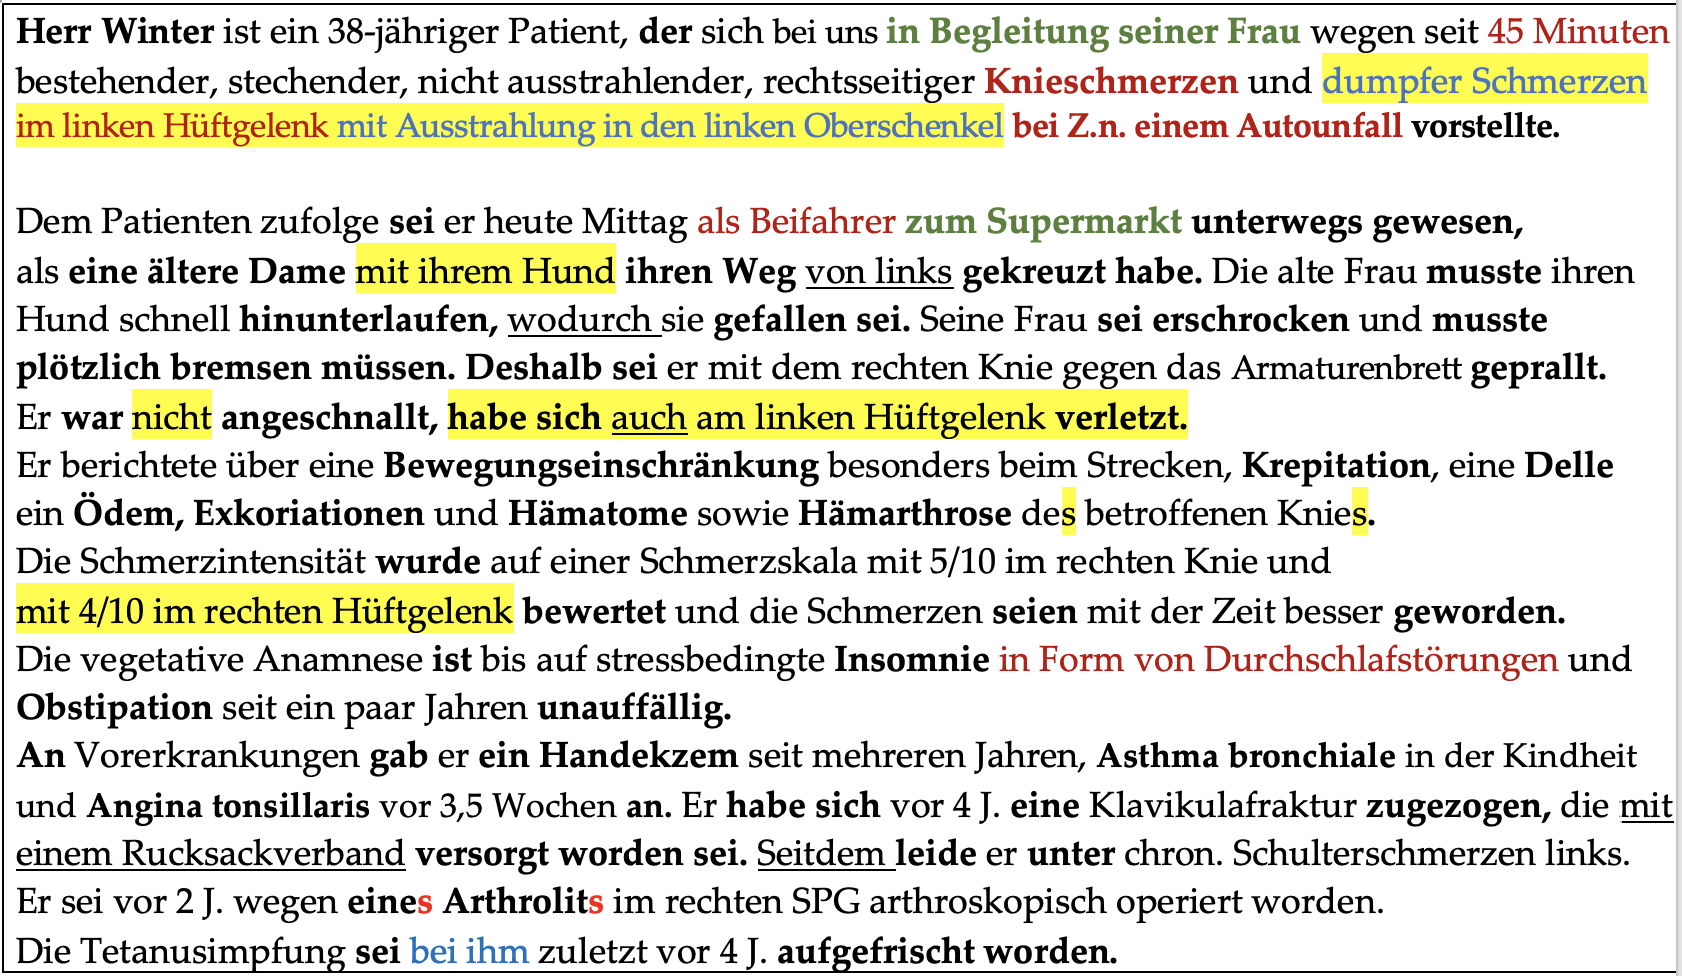 Herr Winter ist ein 38-jähriger Patient, der sich bei uns in Begleitung seiner Frau wegen seit 45 Minuten
bestehender, stechender, nicht ausstrahlender, rechtsseitiger Knieschmerzen und dumpfer Schmerzen
im linken Hüftgelenk mit Ausstrahlung in den linken Oberschenkel bei Z.n. einem Autounfall vorstellte.
Dem Patienten zufolge sei er heute Mittag als Beifahrer zum Supermarkt unterwegs gewesen,
als eine ältere Dame mit ihrem Hund ihren Weg von links gekreuzt habe. Die alte Frau musste ihren
Hund schnell hinunterlaufen, wodurch sie gefallen sei. Seine Frau sei erschrocken und musste
plötzlich bremsen müssen. Deshalb sei er mit dem rechten Knie gegen das Armaturenbrett geprallt.
Er war nicht angeschnallt, habe sich auch am linken Hüftgelenk verletzt.
Er berichtete über eine Bewegungseinschränkung besonders beim Strecken, Krepitation, eine Delle
ein Ödem, Exkoriationen und Hämatome sowie Hämarthrose des betroffenen Knies.
Die Schmerzintensität wurde auf einer Schmerzskala mit 5/10 im rechten Knie und
mit 4/10 im rechten Hüftgelenk bewertet und die Schmerzen seien mit der Zeit besser geworden.
Die vegetative Anamnese ist bis auf stressbedingte Insomnie in Form von Durchschlafstörungen und
Obstipation seit ein paar Jahren unauffällig.
An Vorerkrankungen gab er ein Handekzem seit mehreren Jahren, Asthma bronchiale in der Kindheit
und Angina tonsillaris vor 3,5 Wochen an. Er habe sich vor 4 J. eine Klavikulafraktur zugezogen, die mit
einem Rucksackverband versorgt worden sei. Seitdem leide er unter chron. Schulterschmerzen links.
Er sei vor 2 J. wegen eines Arthrolits im rechten SPG arthroskopisch operiert worden.
Die Tetanusimpfung sei bei ihm zuletzt vor 4 J. aufgefrischt worden.